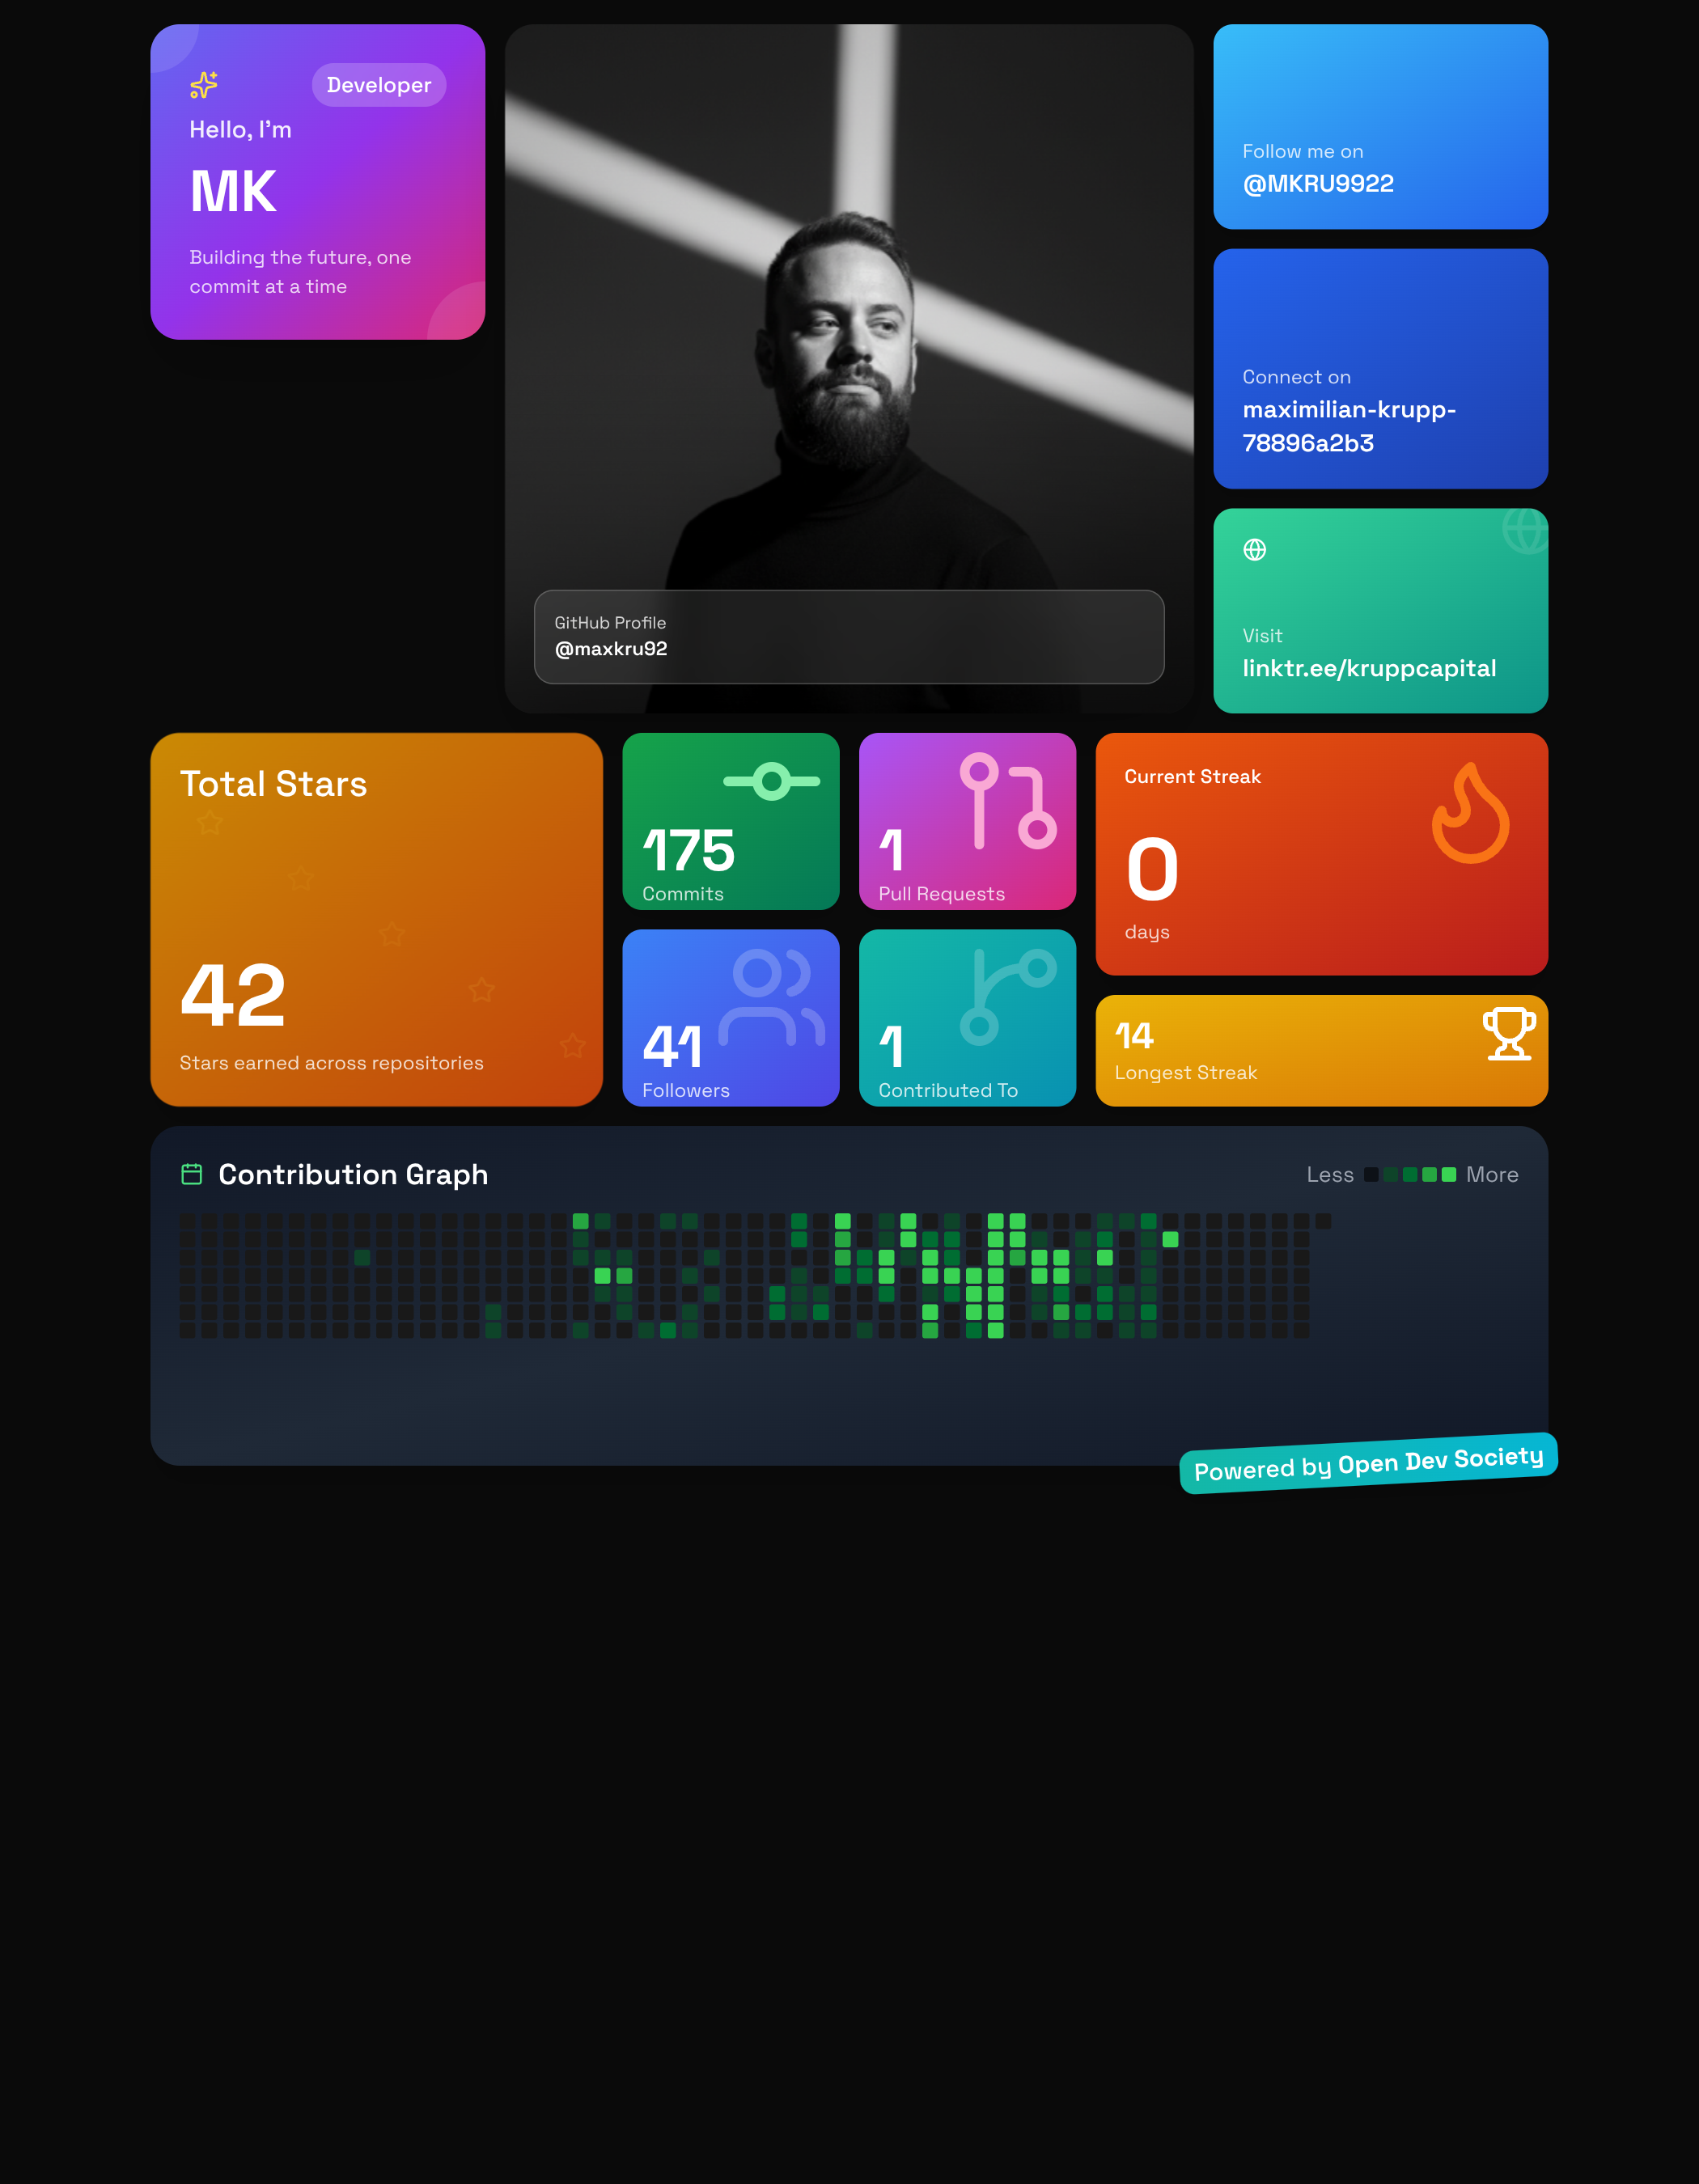 Developer
Hello, I'm
MK
Building the future, one
commit at a time
GitHub Profile
@maxkru92
Follow me on
@MKRU9922
Connect on
maximilian-krupp-
78896a2b3
Visit
linktr.ee/kruppcapital
Total Stars
42
Stars earned across repositories
175
Commits
1
Pull Requests
41
Followers
1
Contributed To
Current Streak
0
days
14
Longest Streak
Contribution Graph
Less More
Powered by Open Dev Society